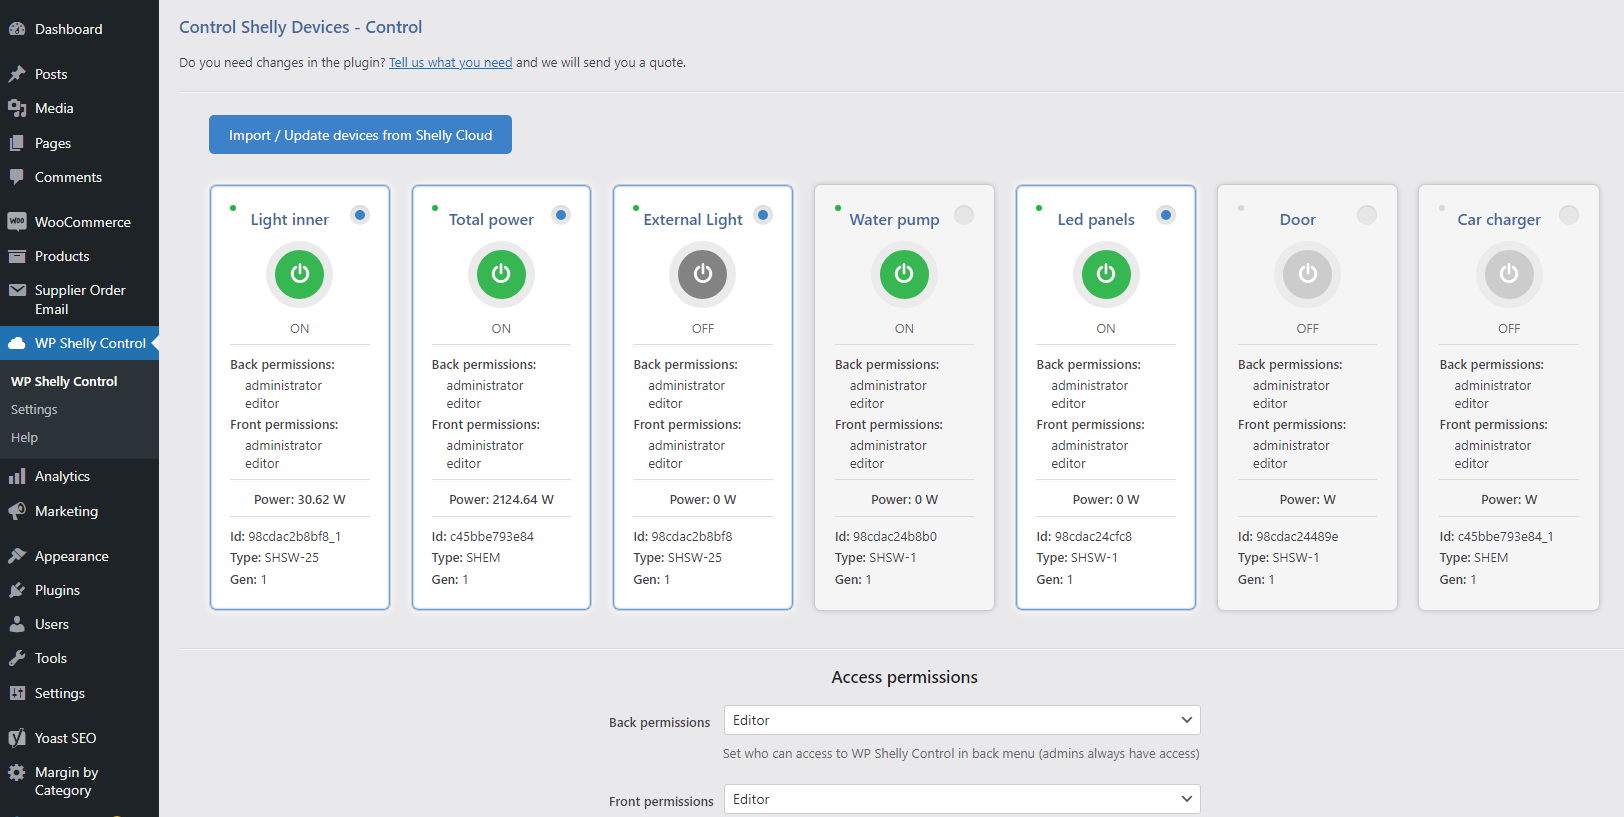 Dashboard
Posts
Media
Pages
Comments
WooCommerce
Products
Supplier Order
Email
WP Shelly Control
WP Shelly Control
Settings
Help
Analytics
Marketing
Appearance
Plugins
Users
Tools
Settings
Yoast SEO
Margin by
Category
Control Shelly Devices - Control
Do you need changes in the plugin? Tell us what you need and we will send you a quote.
Import / Update devices from Shelly Cloud
Light inner
ON
Back permissions:
administrator
editor
Front permissions:
administrator
editor
Power: 30.62 W
Id: 98cdac2b8bf8_1
Type: SHSW-25
Gen: 1
Total power
ON
Back permissions:
administrator
editor
Front permissions:
administrator
editor
Power: 2124.64 W
Id: c45bbe793e84
Type: SHEM
Gen: 1
External Light
OFF
Back permissions:
administrator
editor
Front permissions:
administrator
editor
Power: 0 W
Id: 98cdac2b8bf8
Type: SHSW-25
Gen: 1
Water pump
ON
Back permissions:
administrator
editor
Front permissions:
administrator
editor
Power: 0 W
Id: 98cdac24b8b0
Type: SHSW-1
Gen: 1
Led panels
ON
Back permissions:
administrator
editor
Front permissions:
administrator
editor
Power: 0 W
Id: 98cdac24cfc8
Type: SHSW-1
Gen: 1
Door
OFF
Back permissions:
administrator
editor
Front permissions:
administrator
editor
Power: W
Id: 98cdac24489e
Type: SHSW-1
Gen: 1
Car charger
OFF
Back permissions:
administrator
editor
Front permissions:
administrator
editor
Power: W
Id: c45bbe793e84_1
Type: SHEM
Gen: 1
Access permissions
Back permissions Editor
Set who can access to WP Shelly Control in back menu (admins always have access)
Front permissions Editor